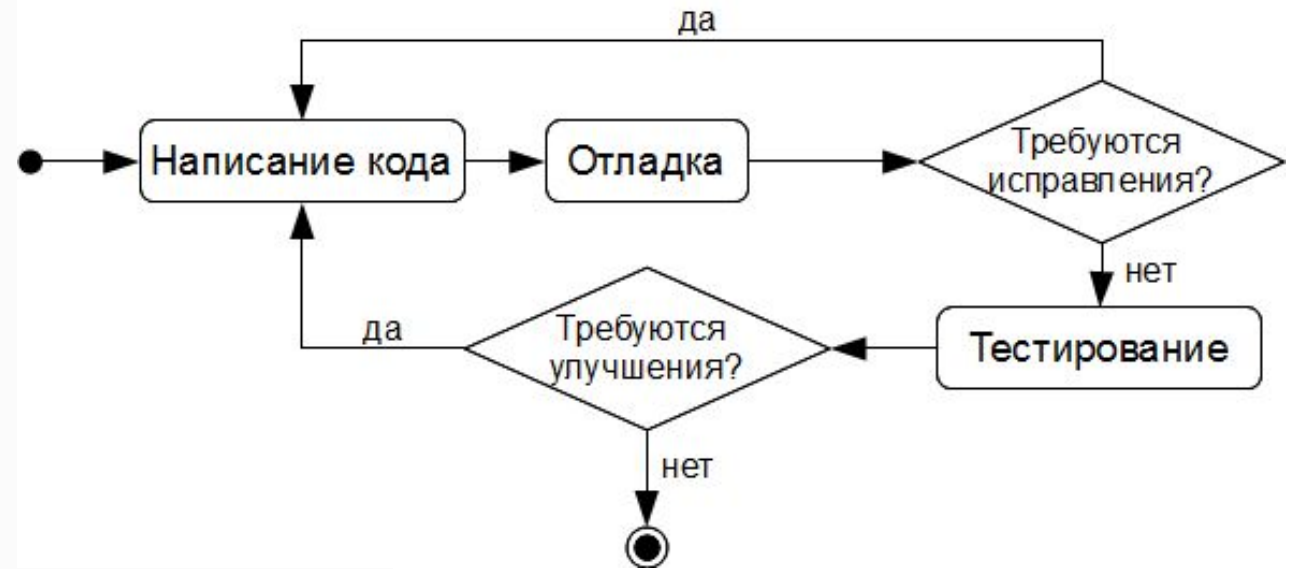 да
Написание кода
Отладка
Требуются
исправления?
нет
Тестирование
Требуются
улучшения?
да
нет